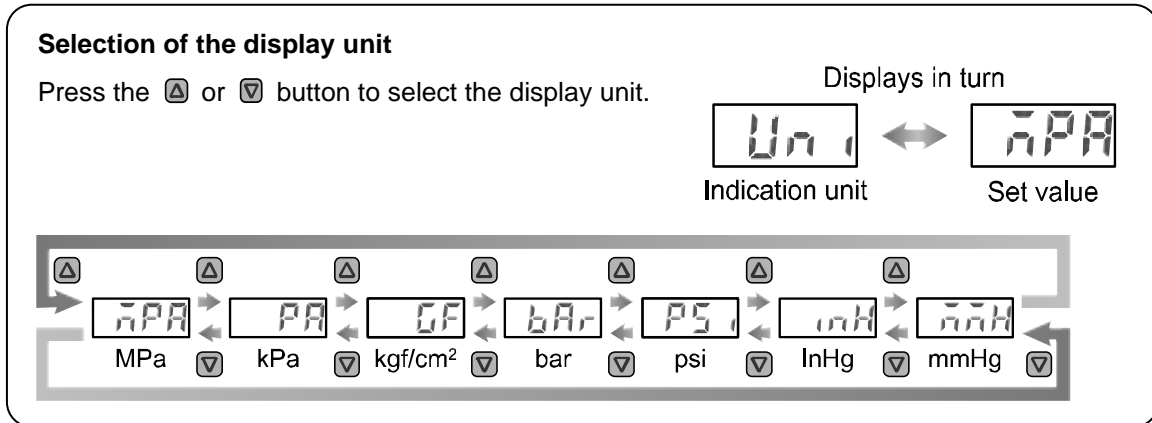 Selection of the display unit
Press the or button to select the display unit.
Displays in turn
Uni
MPA
Indication unit
Set value
MPA PA GF bAr PSi inH mmH
MPa kPa kgf/cm² bar psi InHg mmHg